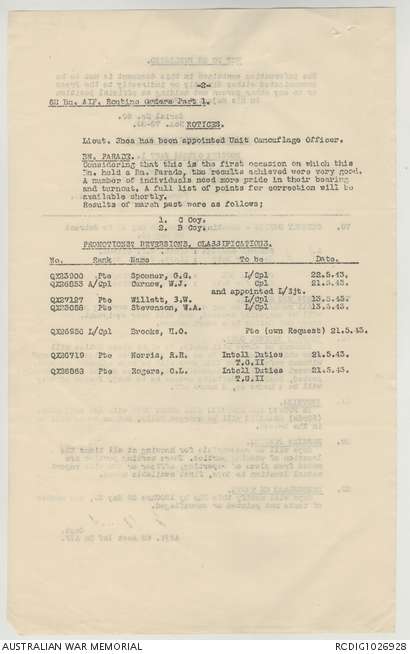 -2-
62 Bn. AIF. Routine Orders Part 1.
NOTICES.
Lieut. Shea has been appointed Unit Camouflage Officer.
BN. PARADE.
Considering that this is the first occasion on which this
Bn. held a Bn. Parade, the results achieved were very good.
A number of individuals need more pride in their bearing
and turnout. A full list of points for correction will be
available shortly.
Results of march past were as follows;
1. C Coy.
2. B Coy.
PROMOTIONS, REVERSIONS, CLASSIFICATIONS.
No. Rank Name To be Date.
Pte Spooner, G.G. L/Cpl 22.5.43.
A/Cpl Curnow, W.J. Cpl 21.5.43.
and appointed L/Sjt.
QX27127 Pte Willett, B.W. L/Cpl 13.5.43.
Pte Stevenson, W.A. L/Cpl 13.5.43.
L/Cpl Brooks, H.O. Pte (own Request) 21.5.43.
Pte Norris, R.R. Intell Duties 21.5.43.
T.G.II
Pte Rogers, C.L. Intell Duties 21.5.43.
T.G.II
AUSTRALIAN WAR MEMORIAL
RCDIG1026928